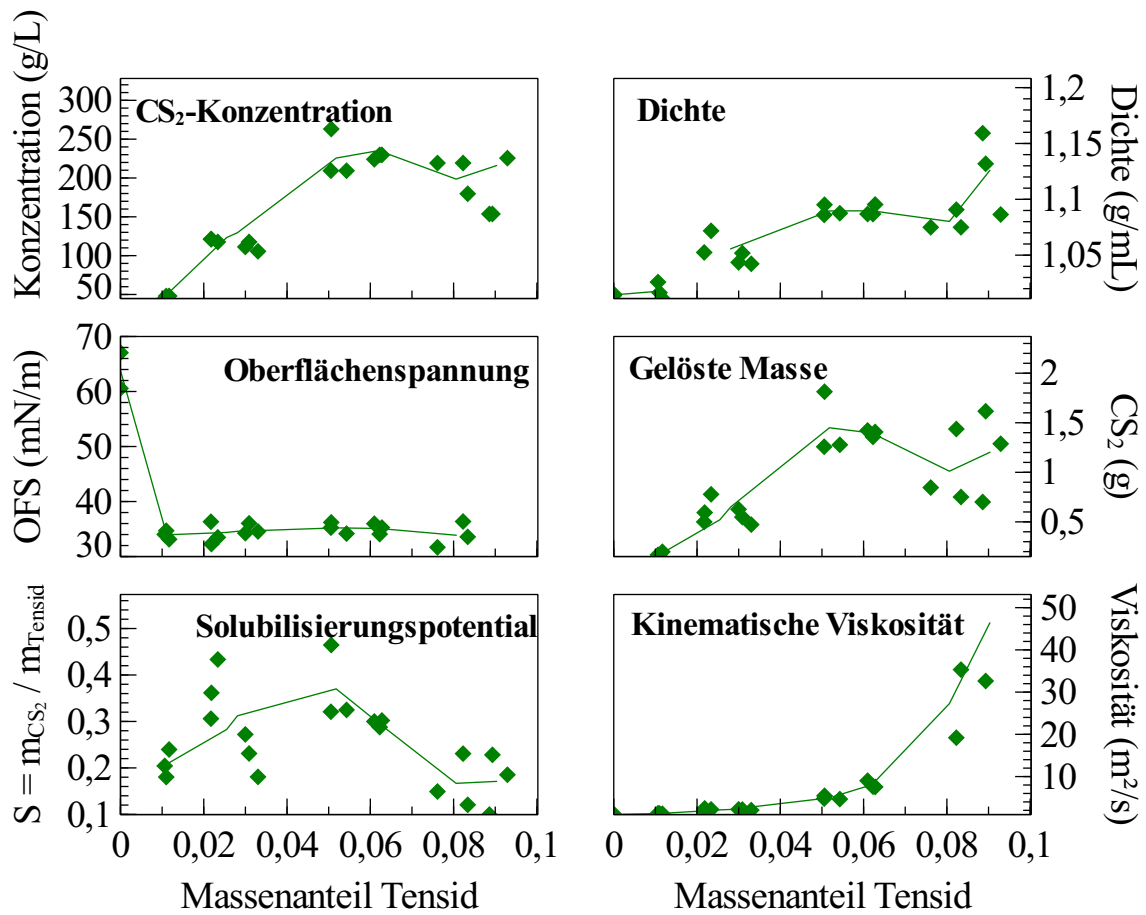 Konzentration (g/L)
300
250
200
150
100
50
CS₂-Konzentration
Dichte
1,2
1,15
1,1
1,05
Dichte (g/mL)
OFS (mN/m)
70
60
50
40
30
Oberflächenspannung
Gelöste Masse
2
1,5
1
0,5
CS₂ (g)
S = m_CS₂ / m_Tensid
0,5
0,4
0,3
0,2
0,1
Solubilisierungspotential
Kinematische Viskosität
50
40
30
20
10
Viskosität (m²/s)
0 0,02 0,04 0,06 0,08 0,1
0 0,02 0,04 0,06 0,08 0,1
Massenanteil Tensid
Massenanteil Tensid